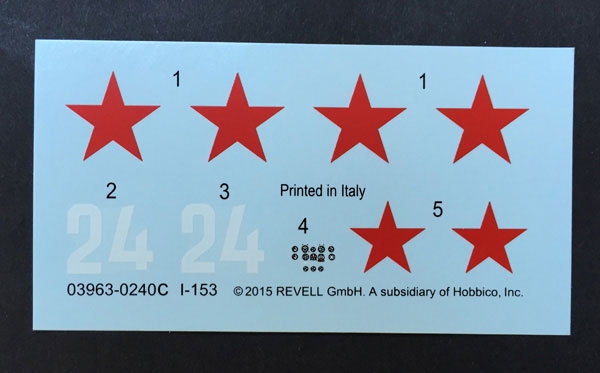 1 1
2 3 Printed in Italy
4 5
24 24
03963-0240C I-153 © 2015 REVELL GmbH. A subsidiary of Hobbico, Inc.